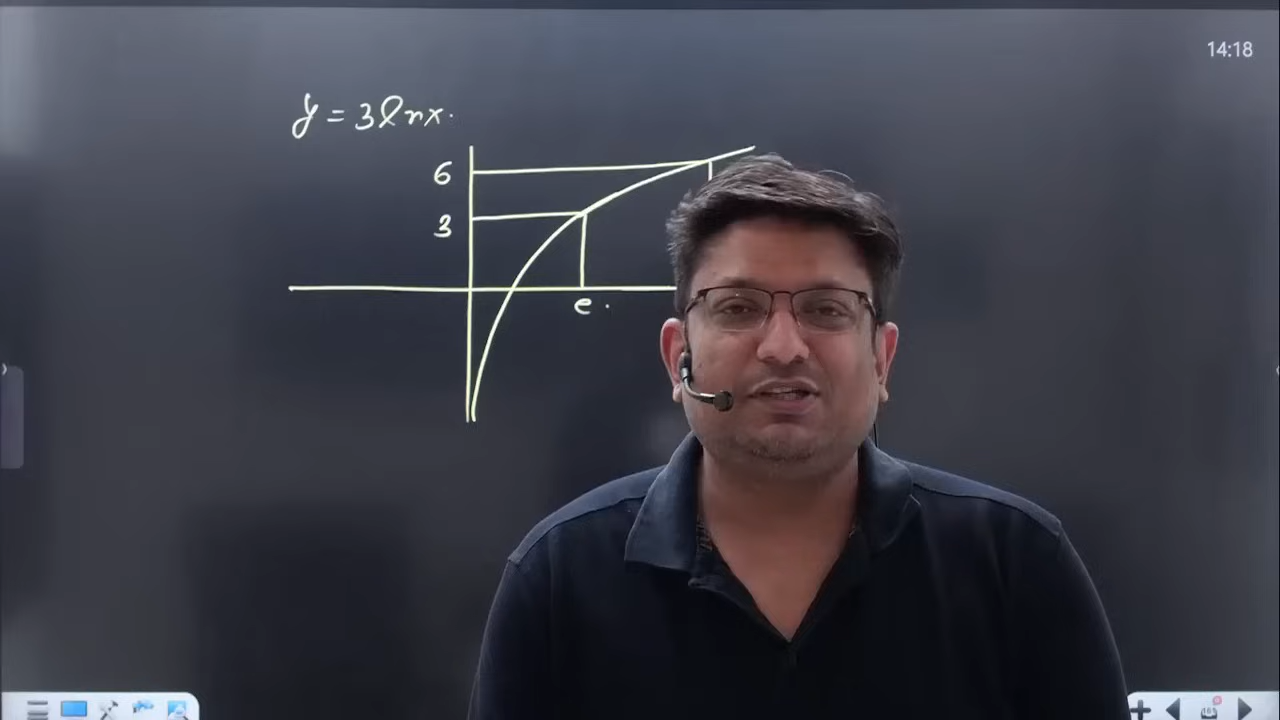 14:18
y = 3lnx.
6
3
e.